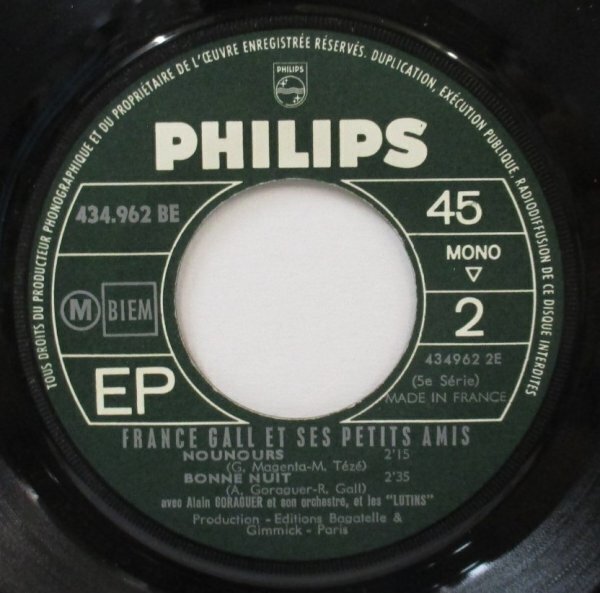 TOUS DROITS DU PRODUCTEUR PHONOGRAPHIQUE ET DU PROPRIÉTAIRE DE L'ŒUVRE ENREGISTRÉE RÉSERVÉS. DUPLICATION, EXÉCUTION PUBLIQUE, RADIODIFFUSION DE CE DISQUE INTERDITES
PHILIPS
PHILIPS
434.962 BE
45
MONO
2
M BIEM
EP
434962 2E
(5e Série)
MADE IN FRANCE
FRANCE GALL ET SES PETITS AMIS
NOUNOURS 2'15
(G. Magenta-M. Tézé)
BONNE NUIT 2'35
(A. Goraguer-R. Gall)
avec Alain GORAGUER et son orchestre, et les "LUTINS"
Production - Editions Bagatelle &
Gimmick - Paris